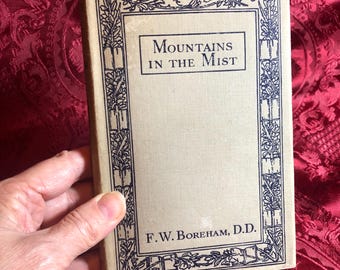 MOUNTAINS
IN THE MIST
F. W. BOREHAM, D.D.